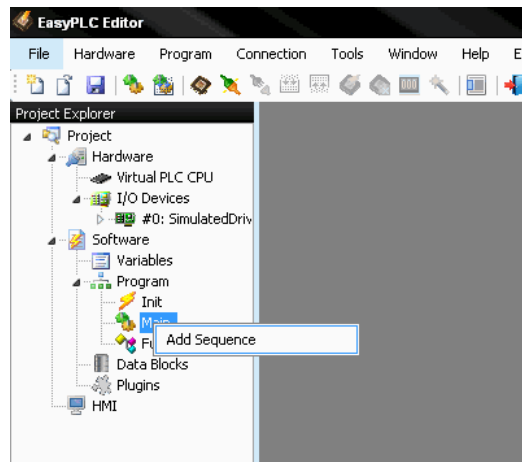 EasyPLC Editor
File Hardware Program Connection Tools Window Help E
Project Explorer
Project
Hardware
Virtual PLC CPU
I/O Devices
#0: SimulatedDriv
Software
Variables
Program
Init
Main
Add Sequence
Fu
Data Blocks
Plugins
HMI